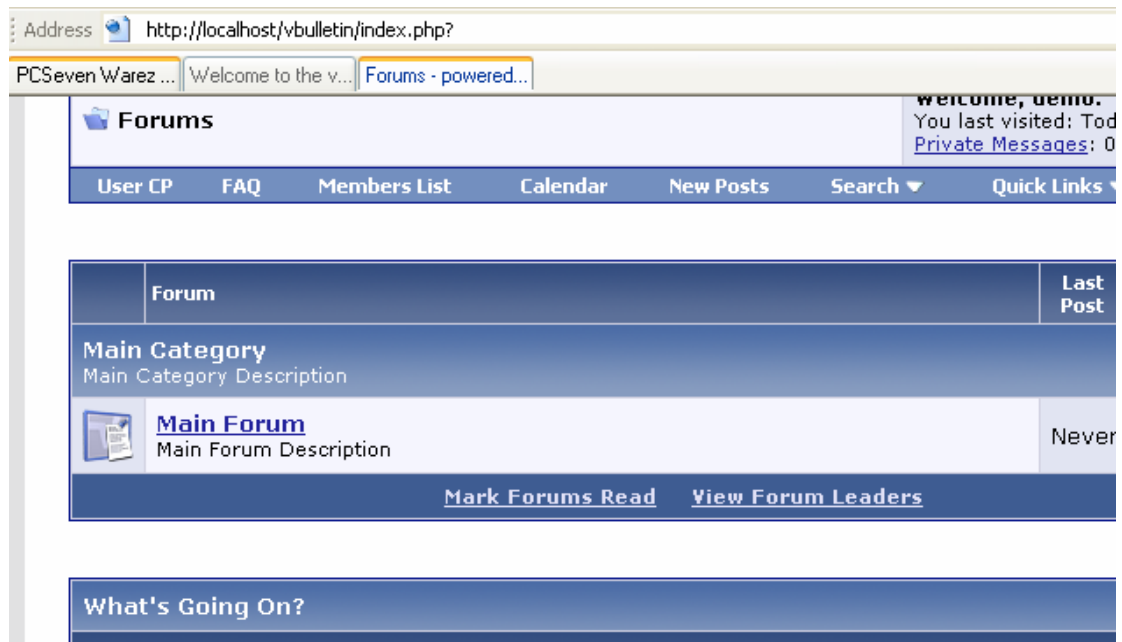 Address http://localhost/vbulletin/index.php?
PCSeven Warez ... Welcome to the v... Forums - powered...
Forums
Welcome, demo.
You last visited: Tod
Private Messages: 0
User CP FAQ Members List Calendar New Posts Search Quick Links
Forum Last Post
Main Category
Main Category Description
Main Forum
Main Forum Description
Never
Mark Forums Read View Forum Leaders
What's Going On?